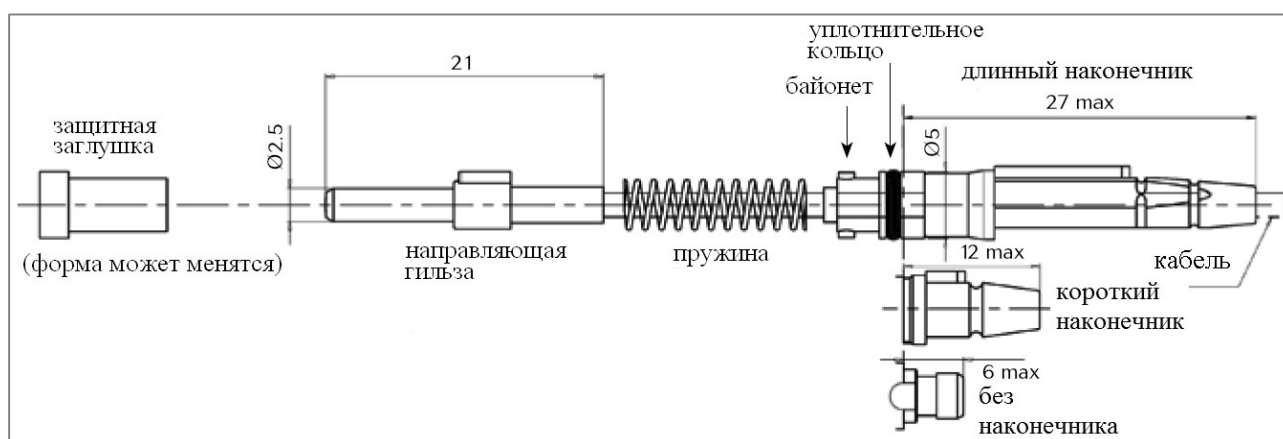 уплотнительное
кольцо
байонет
длинный наконечник
21
27 max
защитная
заглушка
Ø2.5
Ø5
(форма может менятся)
направляющая
гильза
пружина
12 max
кабель
короткий
наконечник
6 max
без
наконечника